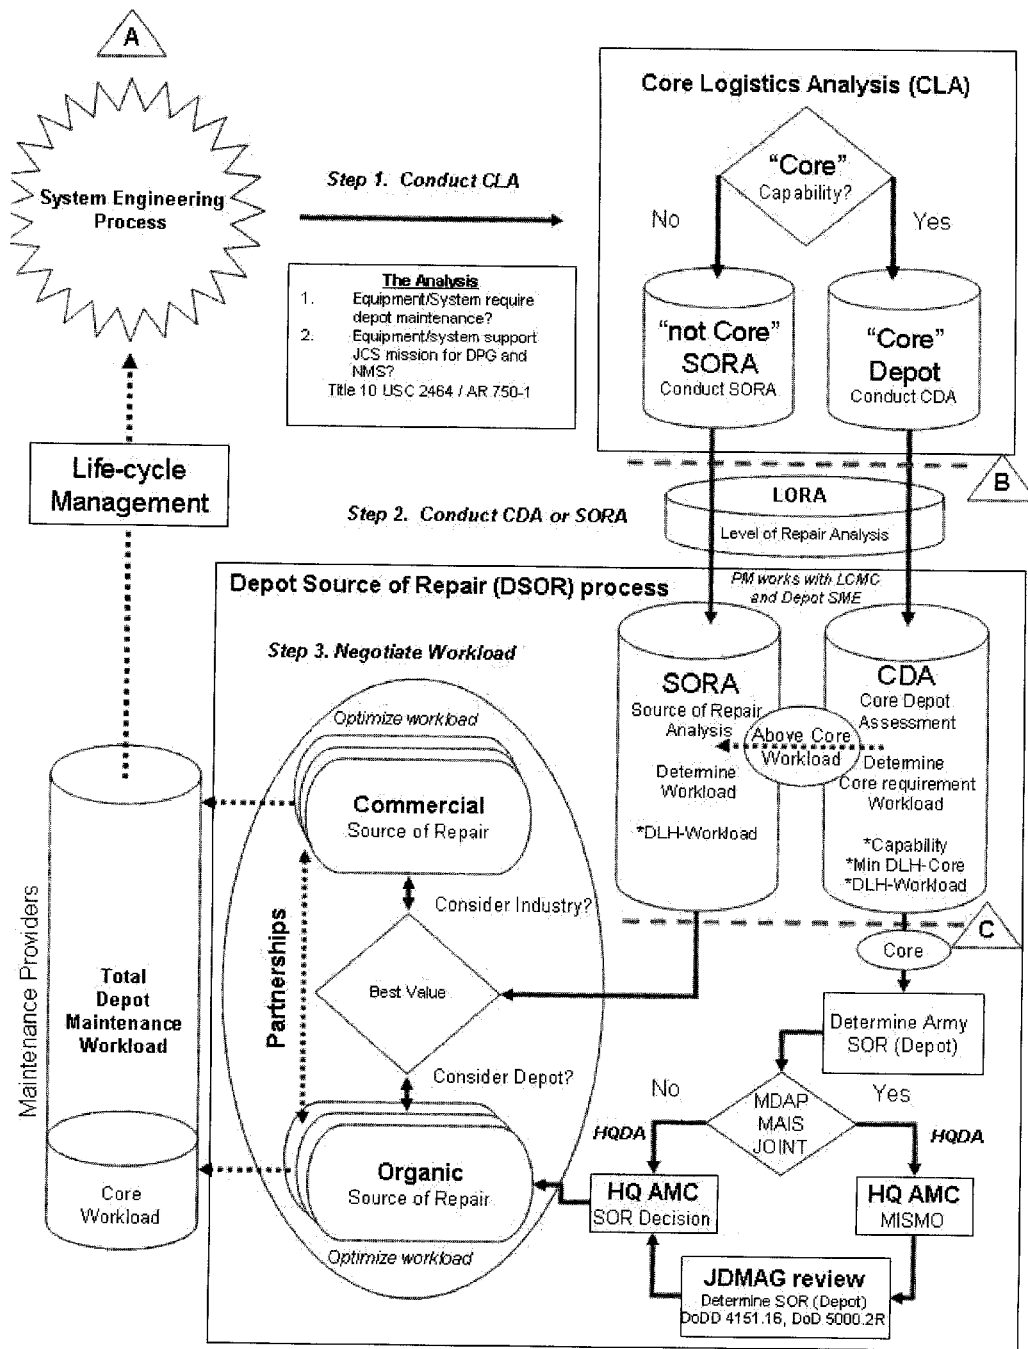 A
System Engineering
Process
Step 1. Conduct CLA
The Analysis
1. Equipment/System require
depot maintenance?
2. Equipment/system support
JCS mission for DPG and
NMS?
Title 10 USC 2464 / AR 750-1
Core Logistics Analysis (CLA)
"Core"
Capability?
No
Yes
"not Core"
SORA
Conduct SORA
"Core"
Depot
Conduct CDA
B
Life-cycle
Management
Step 2. Conduct CDA or SORA
LORA
Level of Repair Analysis
Depot Source of Repair (DSOR) process
PM works with LCMC
and Depot SME
Step 3. Negotiate Workload
SORA
Source of Repair
Analysis
Determine
Workload
*DLH-Workload
CDA
Core Depot
Assessment
Determine
Core requirement
Workload
*Capability
*Min DLH-Core
*DLH-Workload
Above Core
Workload
C
Core
Optimize workload
Commercial
Source of Repair
Consider Industry?
Best Value
Partnerships
Consider Depot?
Organic
Source of Repair
Optimize workload
Maintenance Providers
Total
Depot
Maintenance
Workload
Core
Workload
Determine Army
SOR (Depot)
No
Yes
MDAP
MAIS
JOINT
HQDA
HQDA
HQ AMC
SOR Decision
HQ AMC
MISMO
JDMAG review
Determine SOR (Depot)
DoDD 4151.16, DoD 5000.2R